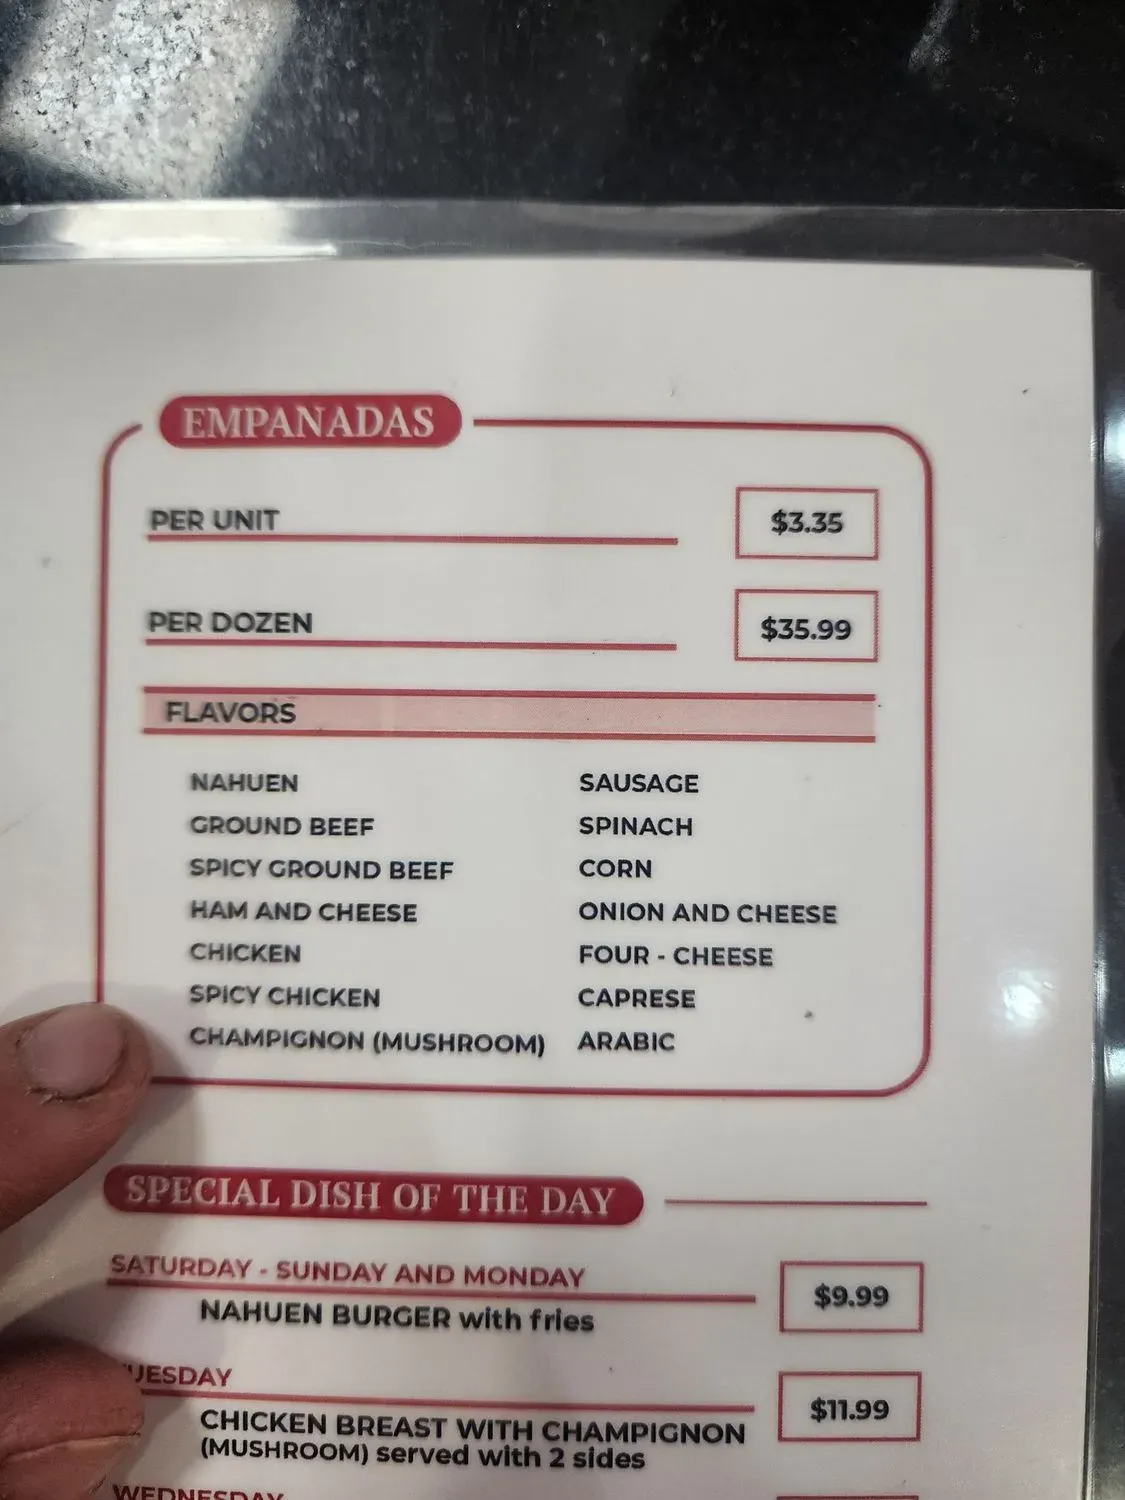 EMPANADAS
PER UNIT $3.35
PER DOZEN $35.99
FLAVORS
NAHUEN
GROUND BEEF
SPICY GROUND BEEF
HAM AND CHEESE
CHICKEN
SPICY CHICKEN
CHAMPIGNON (MUSHROOM)
SAUSAGE
SPINACH
CORN
ONION AND CHEESE
FOUR - CHEESE
CAPRESE
ARABIC
SPECIAL DISH OF THE DAY
SATURDAY - SUNDAY AND MONDAY
NAHUEN BURGER with fries $9.99
TUESDAY
CHICKEN BREAST WITH CHAMPIGNON $11.99
(MUSHROOM) served with 2 sides
WEDNESDAY